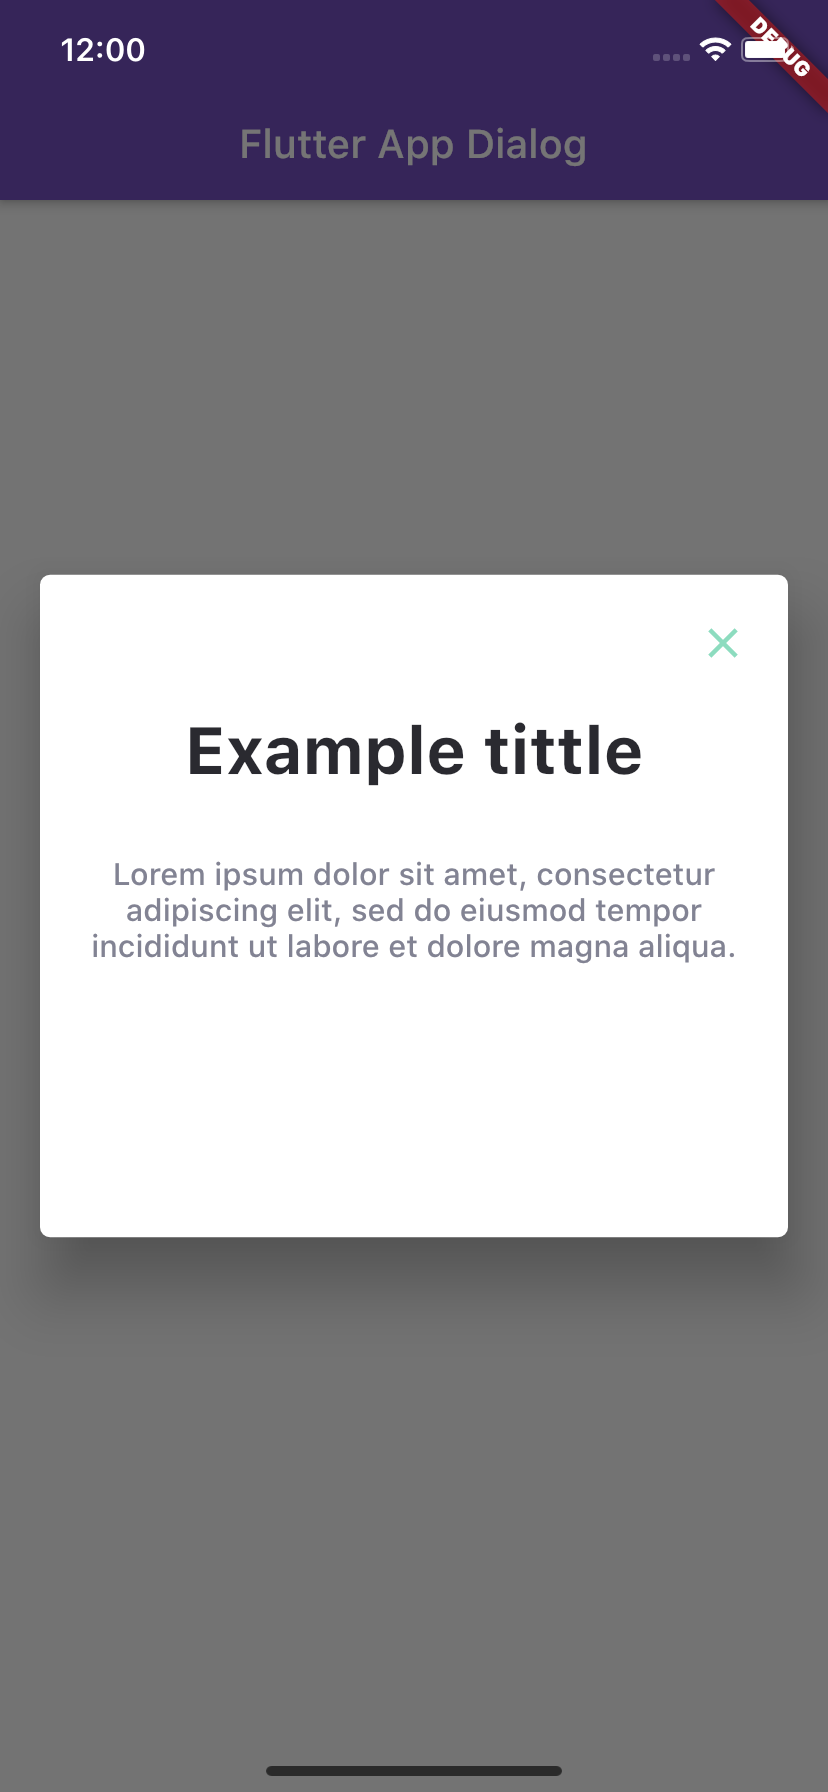 12:00
DEBUG
Flutter App Dialog
Example tittle
Lorem ipsum dolor sit amet, consectetur
adipiscing elit, sed do eiusmod tempor
incididunt ut labore et dolore magna aliqua.